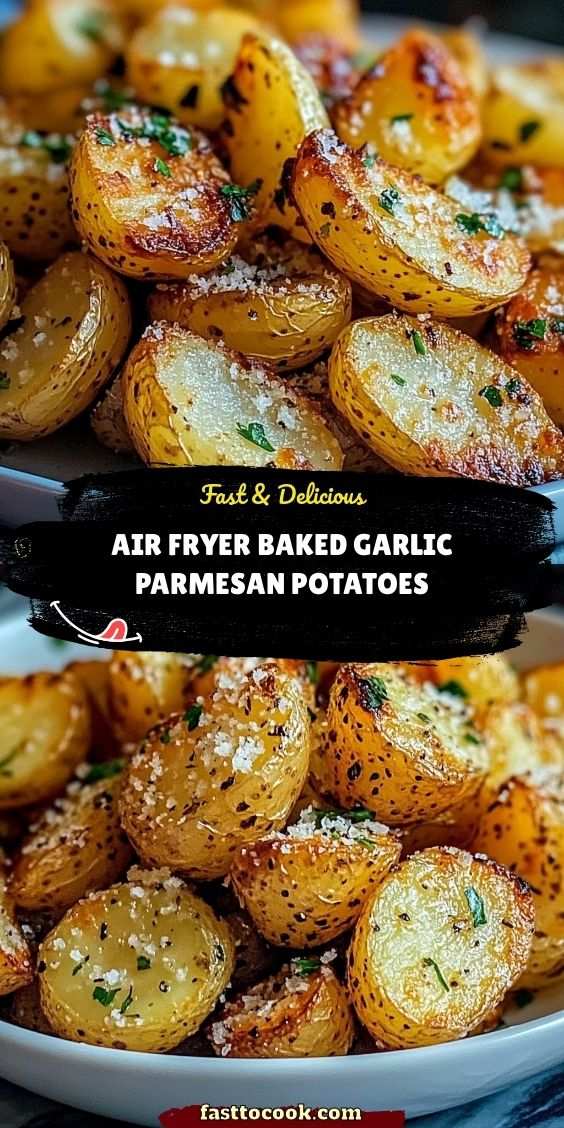 Fast & Delicious
AIR FRYER BAKED GARLIC
PARMESAN POTATOES
fasttocook.com